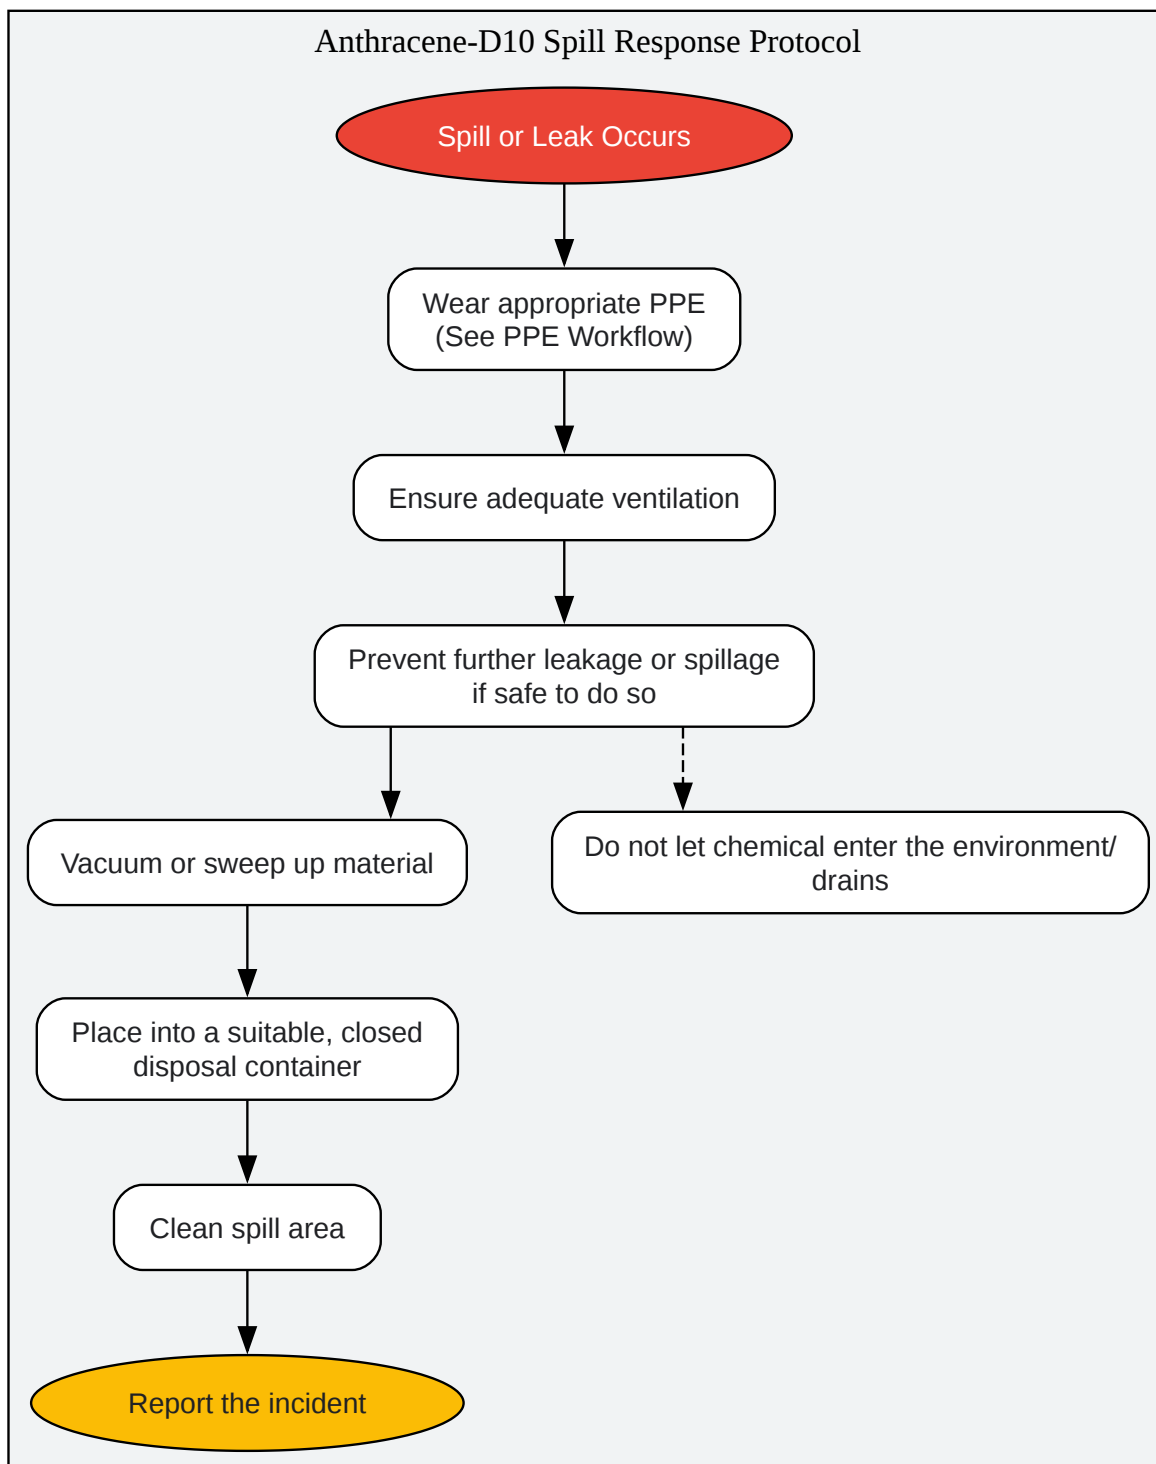 Anthracene-D10 Spill Response Protocol
Spill or Leak Occurs
Wear appropriate PPE
(See PPE Workflow)
Ensure adequate ventilation
Prevent further leakage or spillage
if safe to do so
Vacuum or sweep up material
Do not let chemical enter the environment/
drains
Place into a suitable, closed
disposal container
Clean spill area
Report the incident